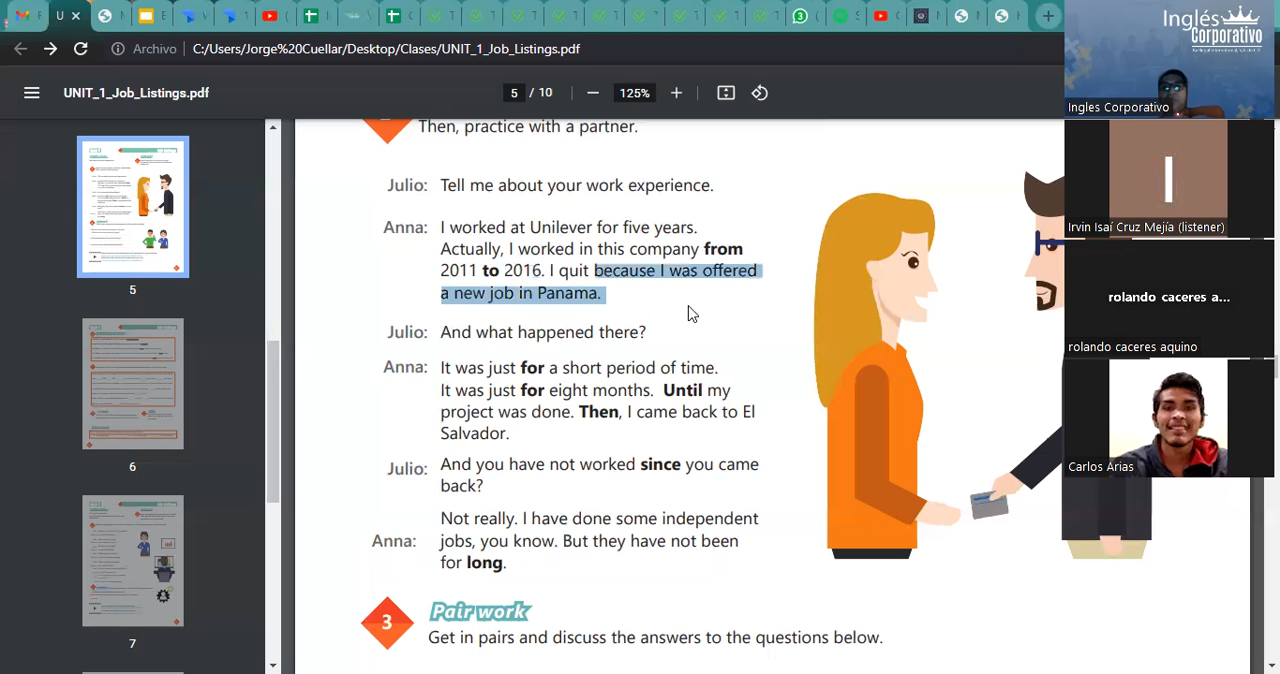 U
Archivo
C:/Users/Jorge%20Cuellar/Desktop/Clases/UNIT_1_Job_Listings.pdf
UNIT_1_Job_Listings.pdf
5 / 10
125%
Then, practice with a partner.
Julio: Tell me about your work experience.
Anna: I worked at Unilever for five years.
Actually, I worked in this company from
2011 to 2016. I quit because I was offered
a new job in Panama.
Julio: And what happened there?
Anna: It was just for a short period of time.
It was just for eight months. Until my
project was done. Then, I came back to El
Salvador.
Julio: And you have not worked since you came
back?
Not really. I have done some independent
Anna: jobs, you know. But they have not been
for long.
3
Pair work
Get in pairs and discuss the answers to the questions below.
5
6
7
Inglés
Corporativo
Ingles Corporativo
I
Irvin Isaí Cruz Mejía (listener)
rolando caceres a...
rolando caceres aquino
Carlos Arias